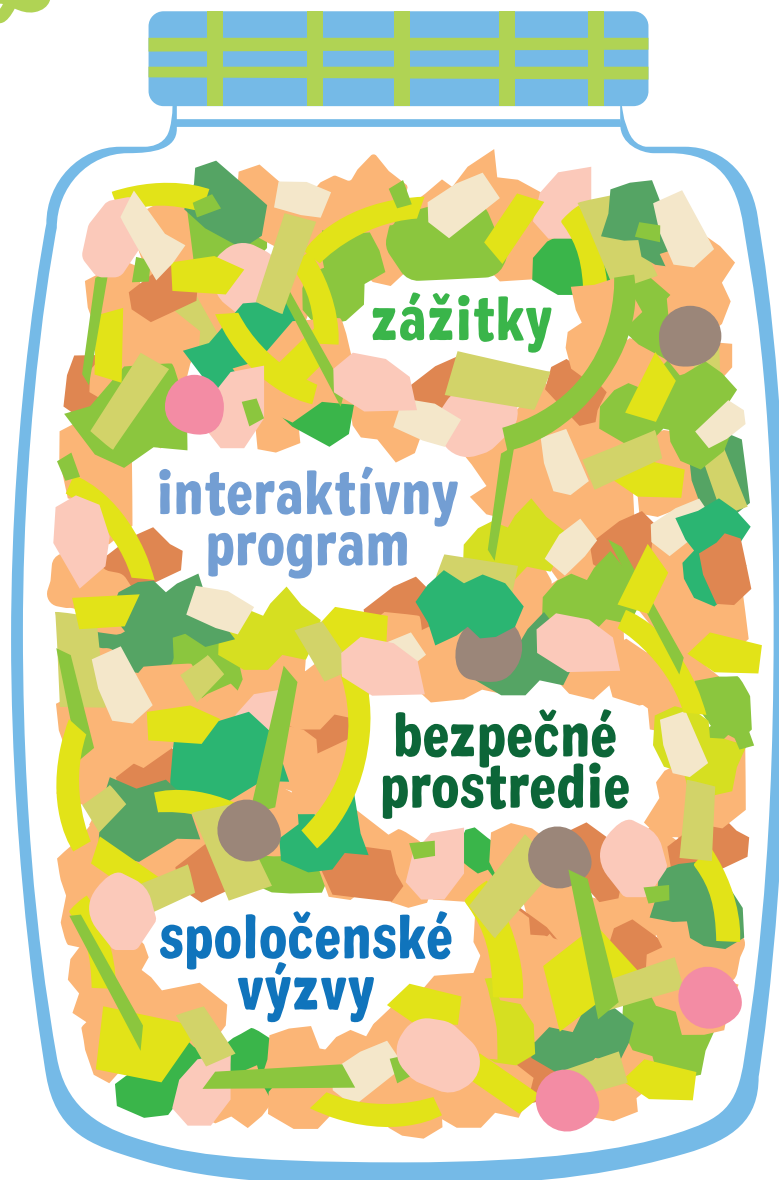 zážitky
interaktívny
program
bezpečné
prostredie
spoločenské
výzvy